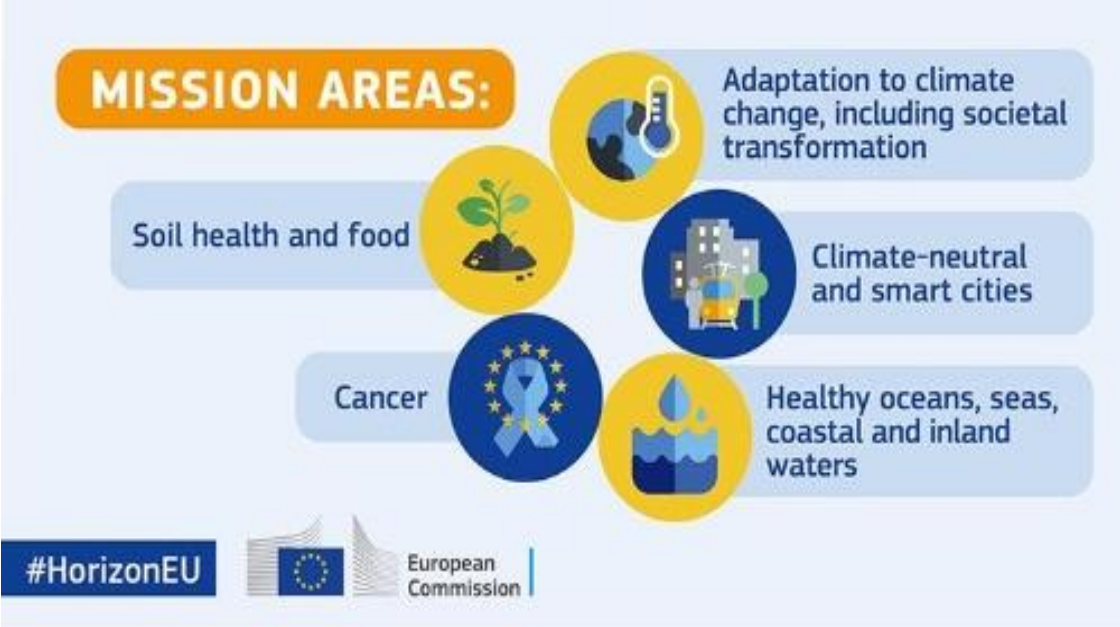 MISSION AREAS:
Adaptation to climate
change, including societal
transformation
Soil health and food
Climate-neutral
and smart cities
Cancer
Healthy oceans, seas,
coastal and inland
waters
#HorizonEU
European
Commission